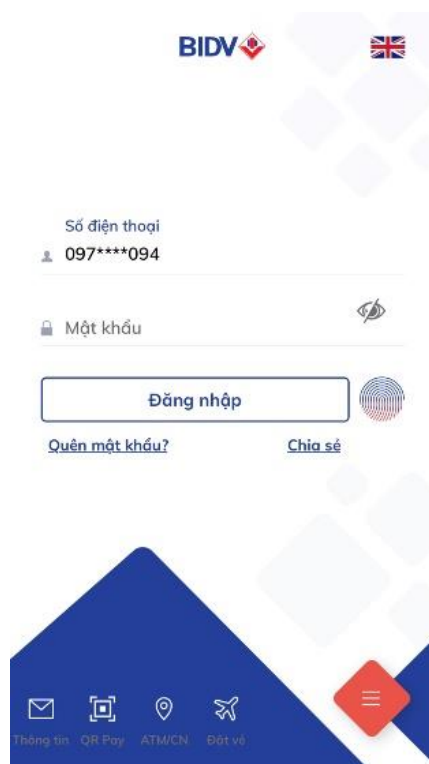 BIDV
Số điện thoại
097****094
Mật khẩu
Đăng nhập
Quên mật khẩu? Chia sẻ
Thông tin QR Pay ATM/CN Đặt vé